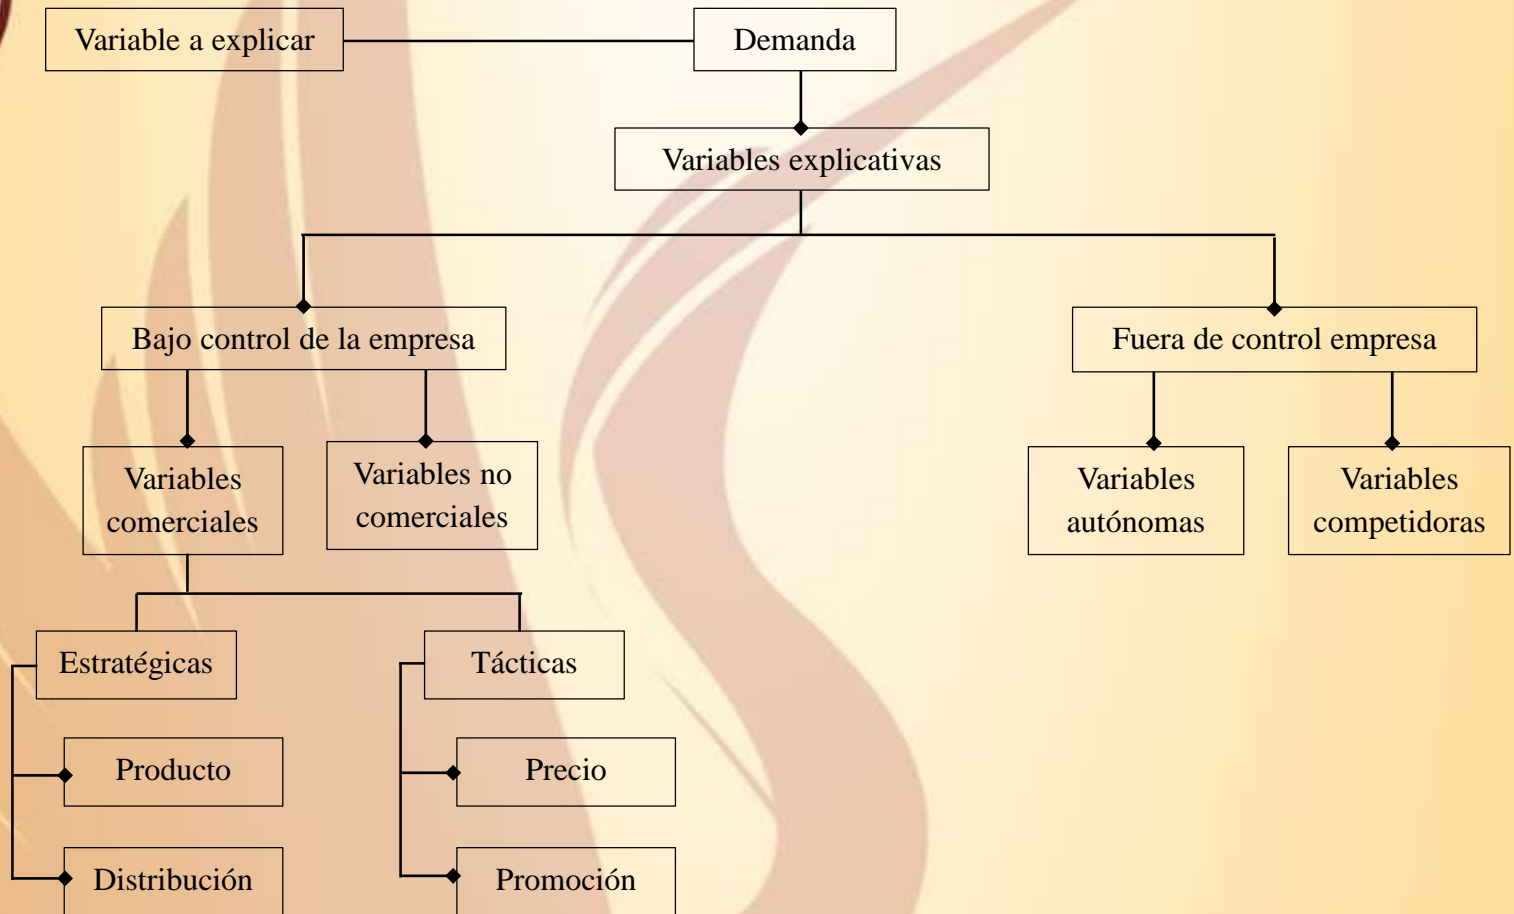 Variable a explicar
Demanda
Variables explicativas
Bajo control de la empresa
Fuera de control empresa
Variables
comerciales
Variables no
comerciales
Variables
autónomas
Variables
competidoras
Estratégicas
Tácticas
Producto
Precio
Distribución
Promoción